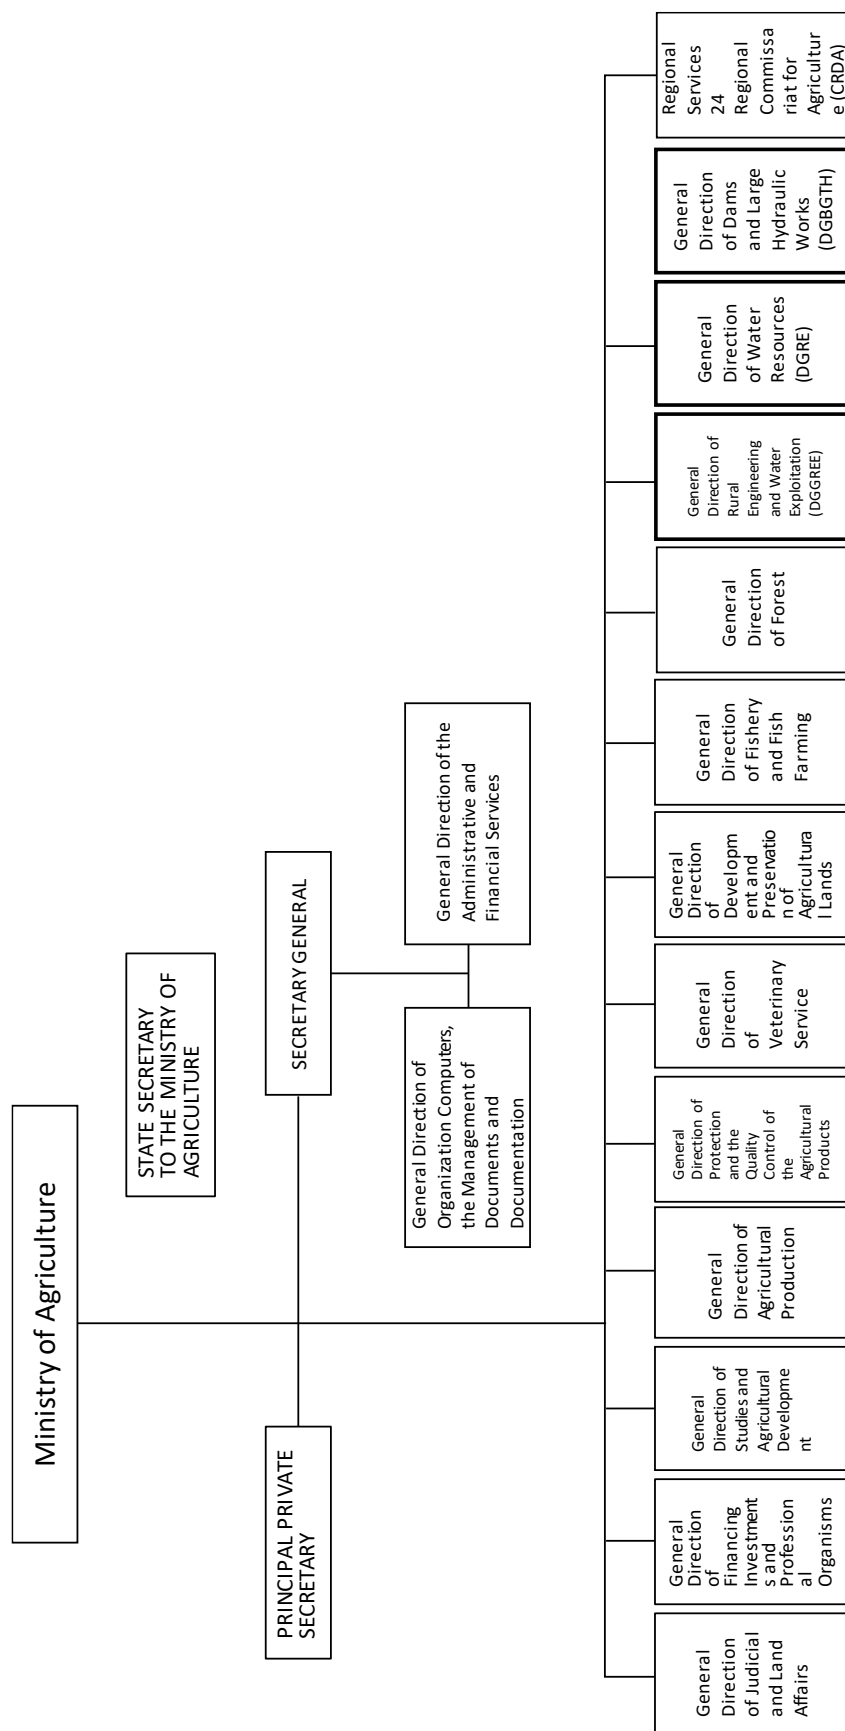 Ministry of Agriculture
STATE SECRETARY
TO THE MINISTRY OF
AGRICULTURE
PRINCIPAL PRIVATE
SECRETARY
SECRETARY GENERAL
General Direction of
Organization Computers,
the Management of
Documents and
Documentation
General Direction of the
Administrative and
Financial Services
General
Direction
of Judicial
and Land
Affairs
General
Direction
of
Financing
Investment
s and
Profession
al
Organisms
General
Direction of
Studies and
Agricultural
Developme
nt
General
Direction of
Agricultural
Production
General
Direction of
Protection
and the
Quality
Control of
the
Agricultural
Products
General
Direction
of
Veterinary
Service
General
Direction
of
Developm
ent and
Preservatio
n of
Agricultura
l Lands
General
Direction
of Fishery
and Fish
Farming
General
Direction
of Forest
General
Direction of
Rural
Engineering
and Water
Exploitation
(DGGREE)
General
Direction
of Water
Resources
(DGRE)
General
Direction
of Dams
and Large
Hydraulic
Works
(DGBGTH)
Regional
Services
24
Regional
Commissa
riat for
Agricultur
e (CRDA)